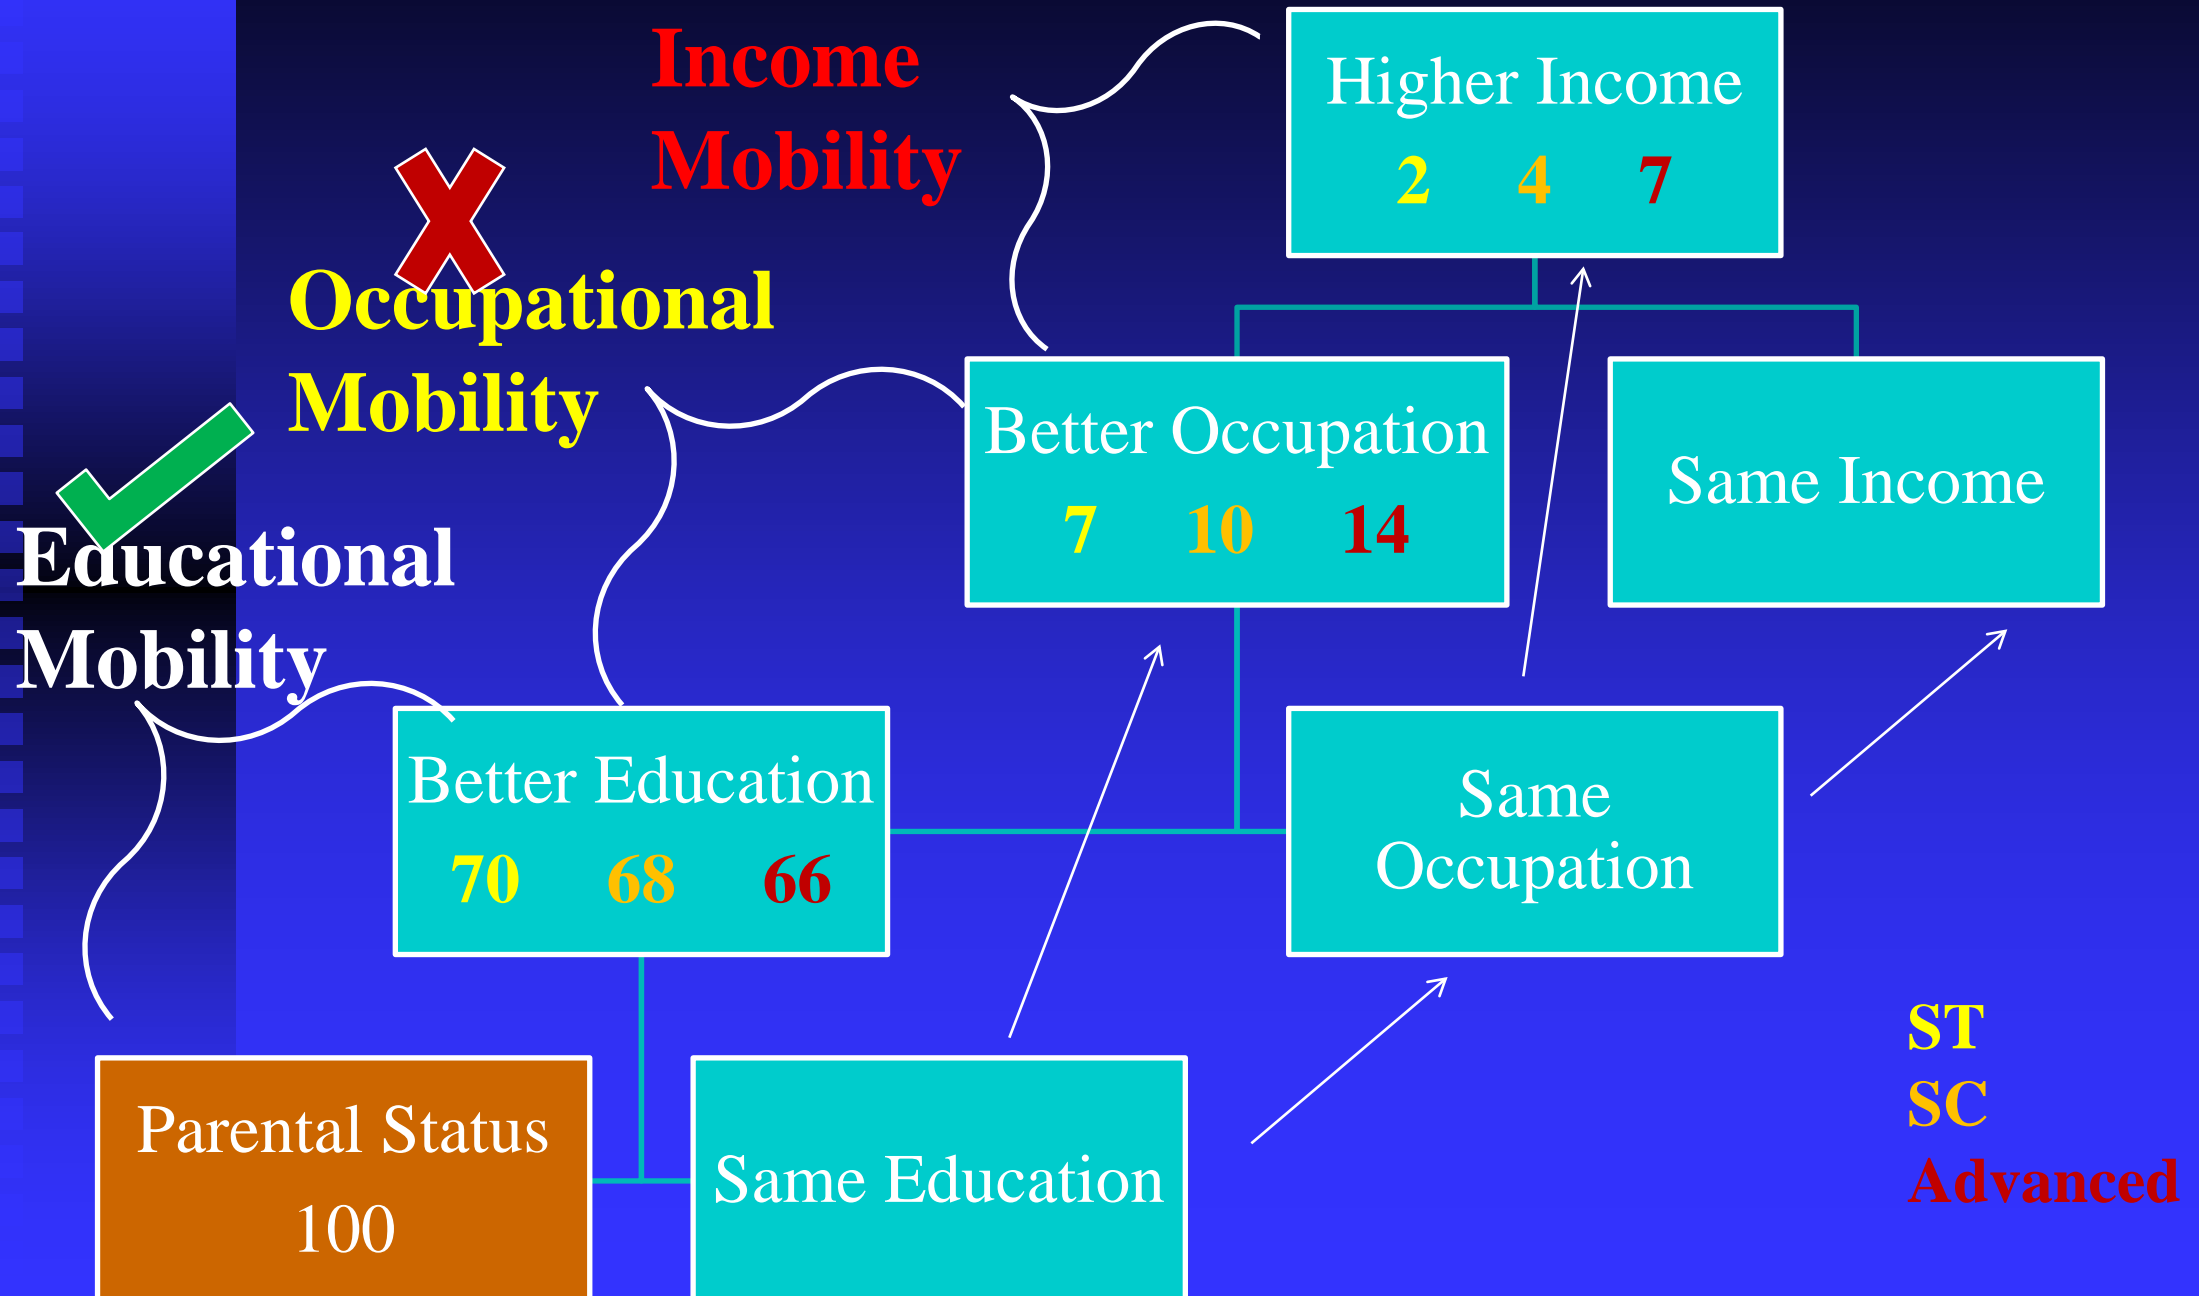 Income
Mobility
Higher Income
2 4 7
Occupational
Mobility
Better Occupation
7 10 14
Same Income
Educational
Mobility
Better Education
70 68 66
Same
Occupation
Parental Status
100
Same Education
ST
SC
Advanced